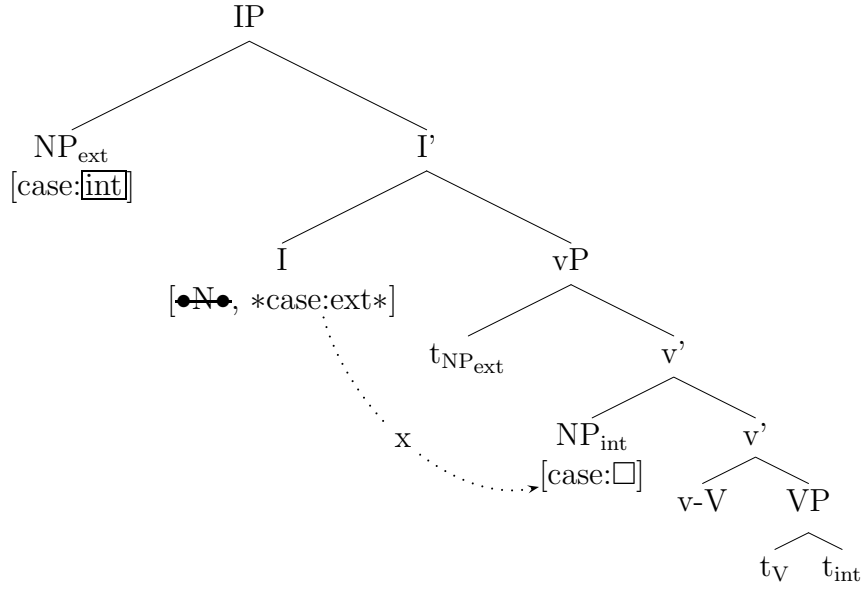 IP
NP_ext I'
[case:int]
I vP
[●N●, *case:ext*]
t_NP_ext v'
x NP_int v'
[case:□]
v-V VP
t_V t_int